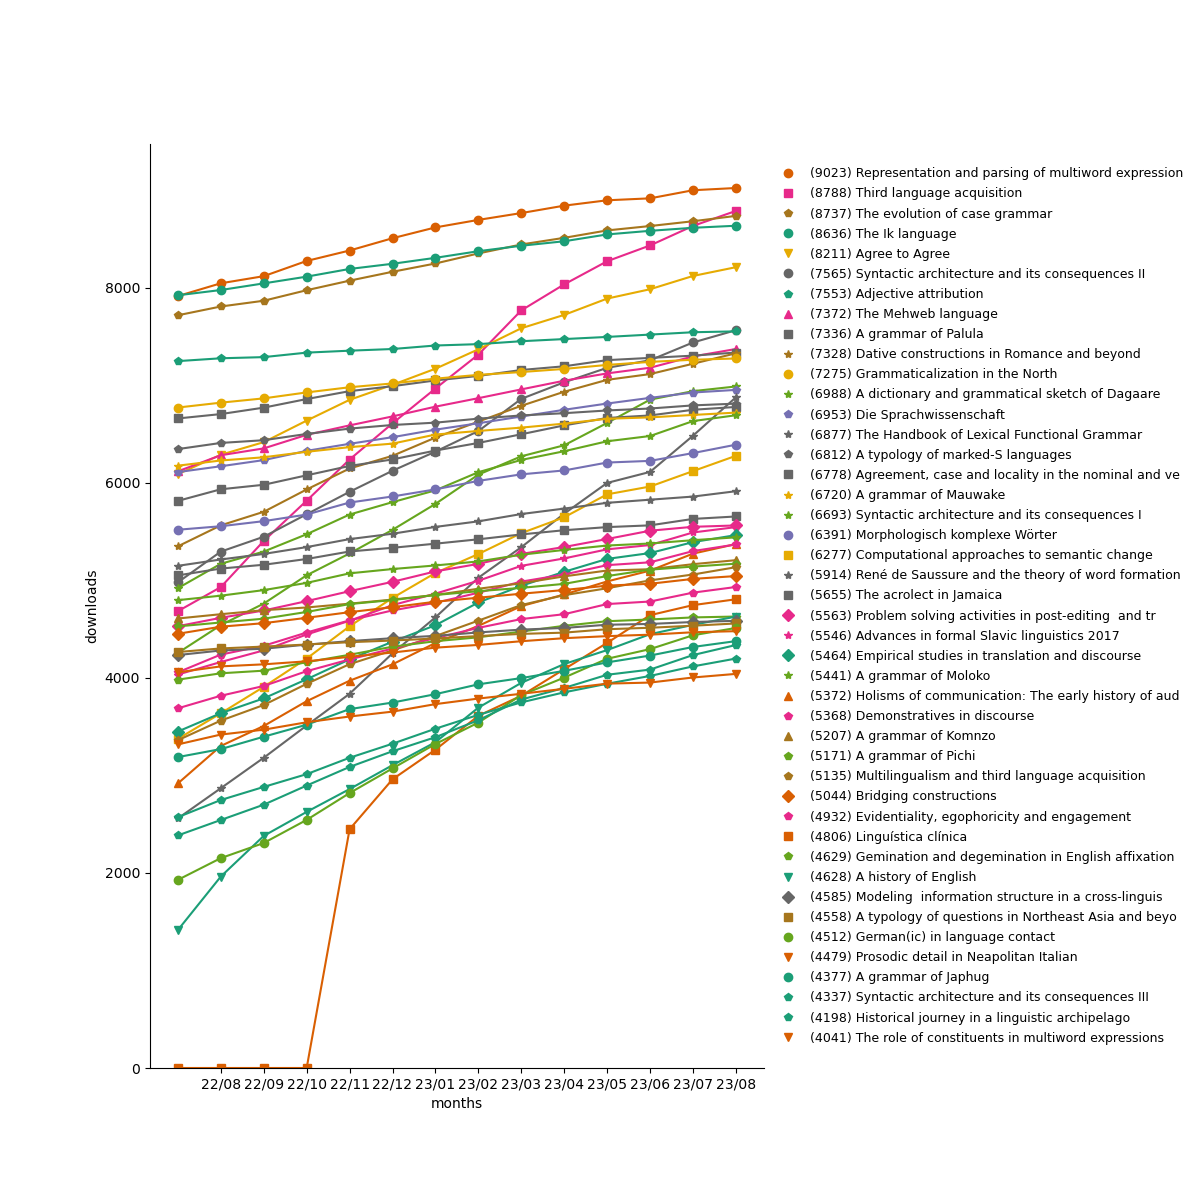 8000
6000
4000
2000
0
downloads
22/08 22/09 22/10 22/11 22/12 23/01 23/02 23/03 23/04 23/05 23/06 23/07 23/08
months
(9023) Representation and parsing of multiword expression
(8788) Third language acquisition
(8737) The evolution of case grammar
(8636) The Ik language
(8211) Agree to Agree
(7565) Syntactic architecture and its consequences II
(7553) Adjective attribution
(7372) The Mehweb language
(7336) A grammar of Palula
(7328) Dative constructions in Romance and beyond
(7275) Grammaticalization in the North
(6988) A dictionary and grammatical sketch of Dagaare
(6953) Die Sprachwissenschaft
(6877) The Handbook of Lexical Functional Grammar
(6812) A typology of marked-S languages
(6778) Agreement, case and locality in the nominal and ve
(6720) A grammar of Mauwake
(6693) Syntactic architecture and its consequences I
(6391) Morphologisch komplexe Wörter
(6277) Computational approaches to semantic change
(5914) René de Saussure and the theory of word formation
(5655) The acrolect in Jamaica
(5563) Problem solving activities in post-editing  and tr
(5546) Advances in formal Slavic linguistics 2017
(5464) Empirical studies in translation and discourse
(5441) A grammar of Moloko
(5372) Holisms of communication: The early history of aud
(5368) Demonstratives in discourse
(5207) A grammar of Komnzo
(5171) A grammar of Pichi
(5135) Multilingualism and third language acquisition
(5044) Bridging constructions
(4932) Evidentiality, egophoricity and engagement
(4806) Linguística clínica
(4629) Gemination and degemination in English affixation
(4628) A history of English
(4585) Modeling  information structure in a cross-linguis
(4558) A typology of questions in Northeast Asia and beyo
(4512) German(ic) in language contact
(4479) Prosodic detail in Neapolitan Italian
(4377) A grammar of Japhug
(4337) Syntactic architecture and its consequences III
(4198) Historical journey in a linguistic archipelago
(4041) The role of constituents in multiword expressions